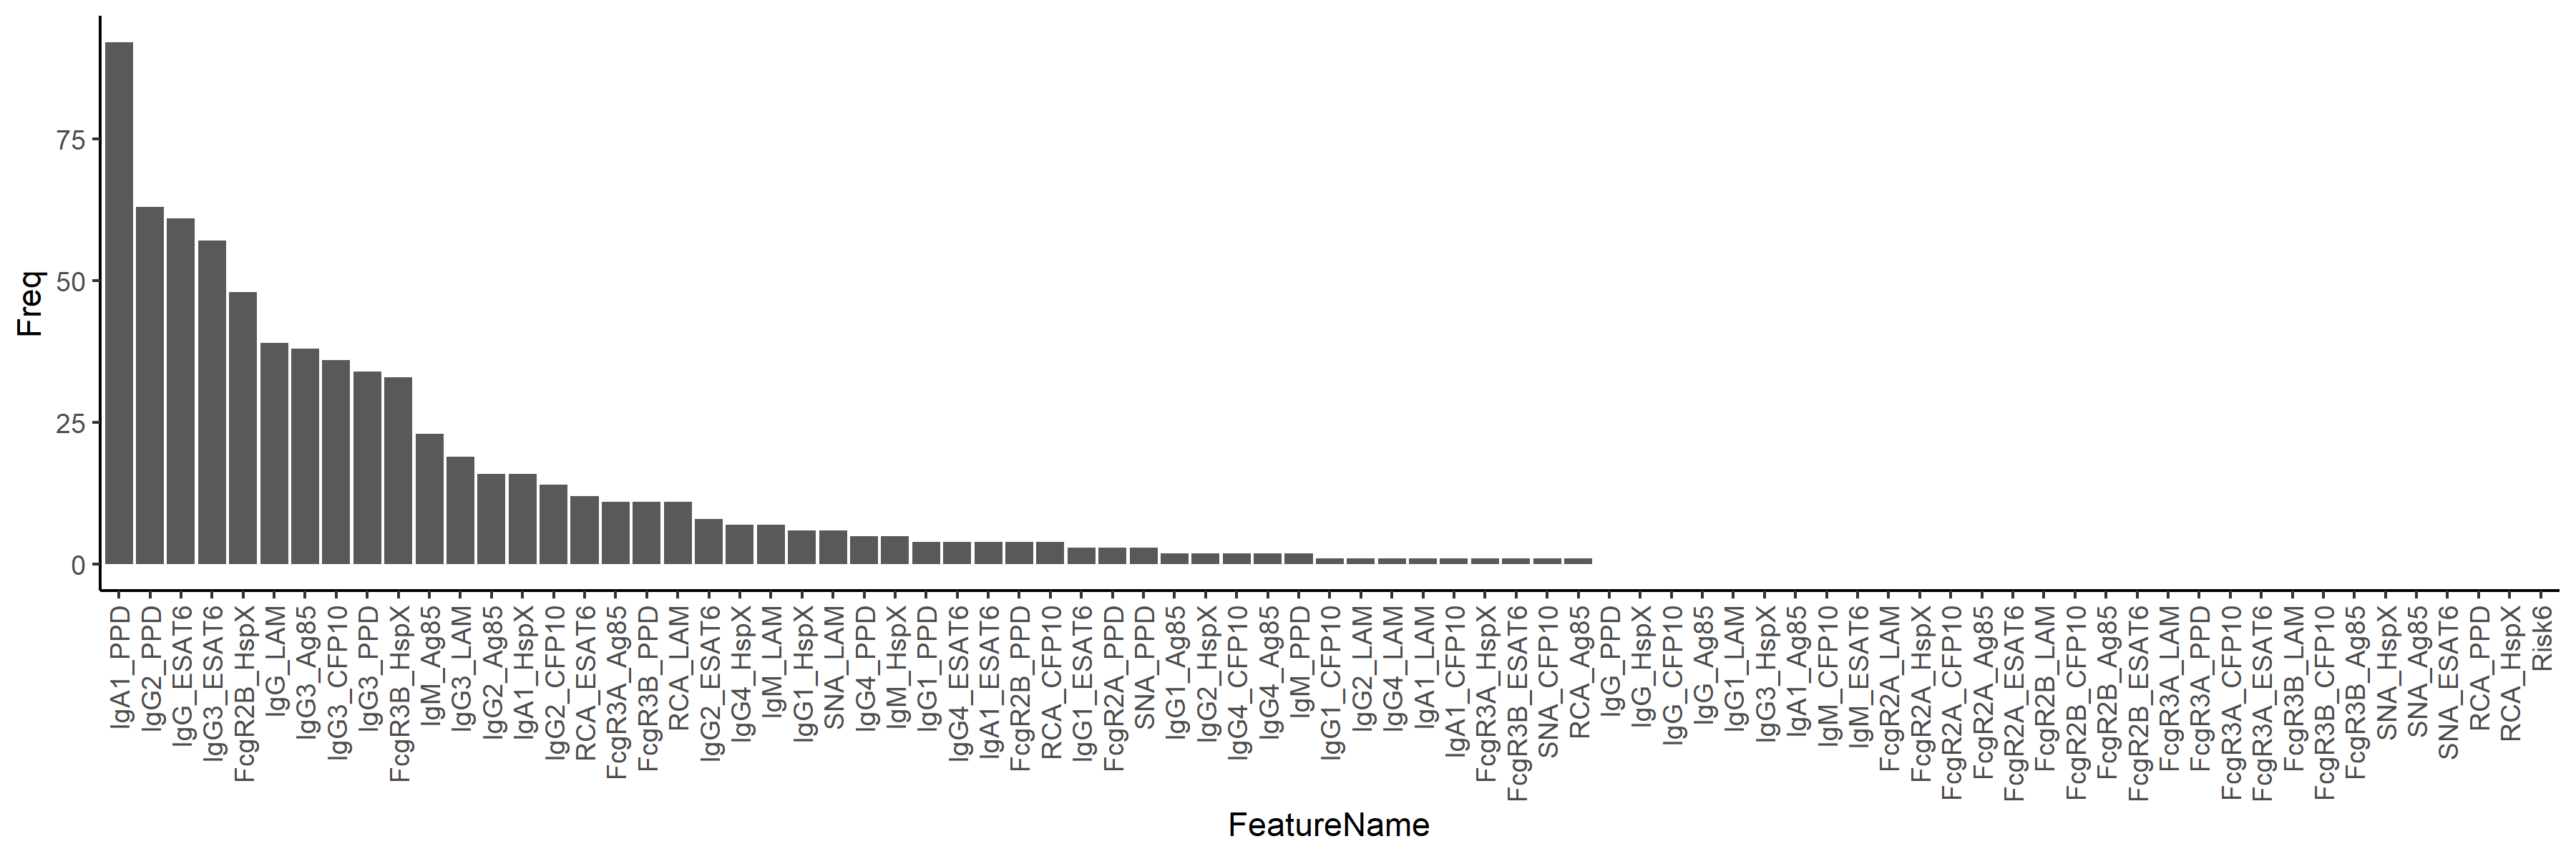 Freq
75
50
25
0
IgA1_PPD
IgG2_PPD
IgG_ESAT6
IgG3_ESAT6
FcgR2B_HspX
IgG_LAM
IgG3_Ag85
IgG3_CFP10
IgG3_PPD
FcgR3B_HspX
IgM_Ag85
IgG3_LAM
IgG2_Ag85
IgA1_HspX
IgG2_CFP10
RCA_ESAT6
FcgR3A_Ag85
FcgR3B_PPD
RCA_LAM
IgG2_ESAT6
IgG4_HspX
IgM_LAM
IgG1_HspX
SNA_LAM
IgG4_PPD
IgM_HspX
IgG1_PPD
IgG4_ESAT6
IgA1_ESAT6
FcgR2B_PPD
RCA_CFP10
IgG1_ESAT6
FcgR2A_PPD
SNA_PPD
IgG1_Ag85
IgG2_HspX
IgG4_CFP10
IgG4_Ag85
IgM_PPD
IgG1_CFP10
IgG2_LAM
IgG4_LAM
IgA1_LAM
IgA1_CFP10
FcgR3A_HspX
FcgR3B_ESAT6
SNA_CFP10
RCA_Ag85
IgG_PPD
IgG_HspX
IgG_CFP10
IgG_Ag85
IgG1_LAM
IgG3_HspX
IgA1_Ag85
IgM_CFP10
IgM_ESAT6
FcgR2A_LAM
FcgR2A_HspX
FcgR2A_CFP10
FcgR2A_Ag85
FcgR2A_ESAT6
FcgR2B_LAM
FcgR2B_CFP10
FcgR2B_Ag85
FcgR2B_ESAT6
FcgR3A_LAM
FcgR3A_PPD
FcgR3A_CFP10
FcgR3A_ESAT6
FcgR3B_LAM
FcgR3B_CFP10
FcgR3B_Ag85
SNA_HspX
SNA_Ag85
SNA_ESAT6
RCA_PPD
RCA_HspX
Risk6
FeatureName